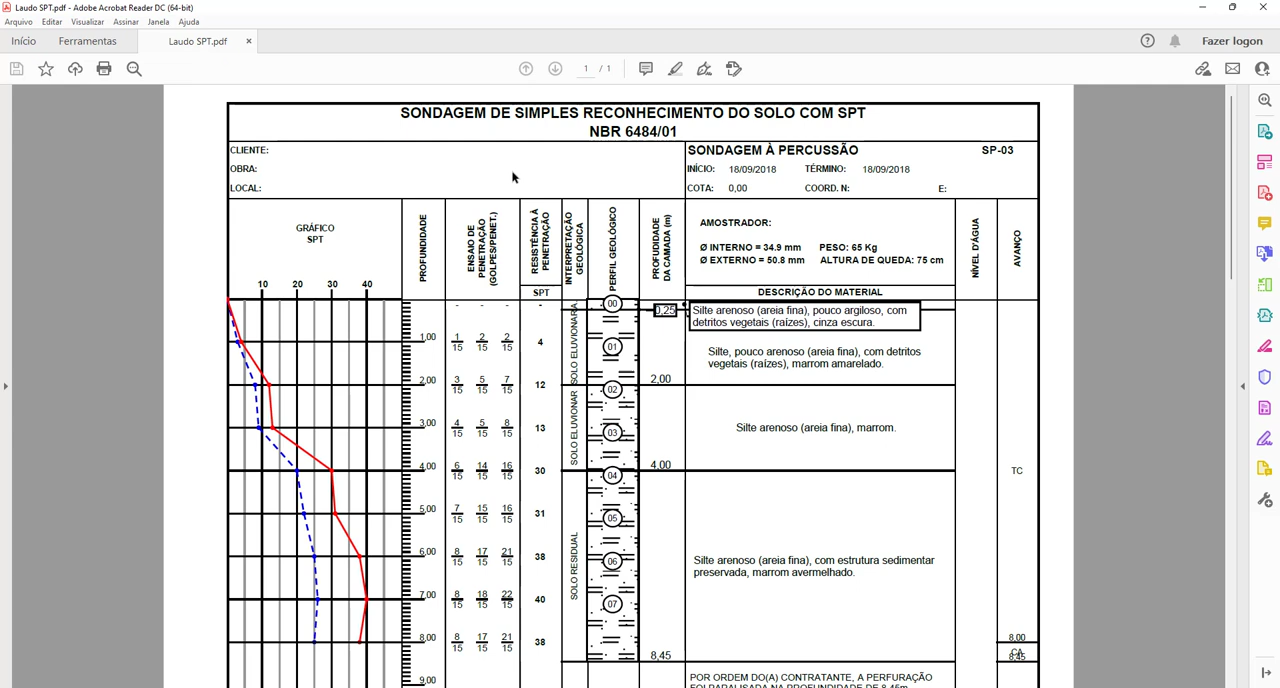 Laudo SPT.pdf - Adobe Acrobat Reader DC (64-bit)
Arquivo Editar Visualizar Assinar Janela Ajuda
Início Ferramentas Laudo SPT.pdf × Fazer logon
1 / 1
SONDAGEM DE SIMPLES RECONHECIMENTO DO SOLO COM SPT
NBR 6484/01
CLIENTE:
OBRA:
LOCAL:
SONDAGEM À PERCUSSÃO SP-03
INÍCIO: 18/09/2018 TÉRMINO: 18/09/2018
COTA: 0,00 COORD. N: E:
GRÁFICO
SPT
10 20 30 40
PROFUNDIDADE
ENSAIO DE
PENETRAÇÃO
(GOLPES/PENET.)
RESISTÊNCIA À
PENETRAÇÃO
SPT
INTERPRETAÇÃO
GEOLÓGICA
PERFIL GEOLÓGICO
PROFUNDIDADE
DA CAMADA (m)
AMOSTRADOR:
Ø INTERNO = 34.9 mm PESO: 65 Kg
Ø EXTERNO = 50.8 mm ALTURA DE QUEDA: 75 cm
DESCRIÇÃO DO MATERIAL
NÍVEL D'ÁGUA
AVANÇO
- - - -
1,00 1/15 2/15 2/15 4
2,00 3/15 5/15 7/15 12
3,00 4/15 5/15 8/15 13
4,00 6/15 14/15 16/15 30
5,00 7/15 15/15 16/15 31
6,00 8/15 17/15 21/15 38
7,00 8/15 18/15 22/15 40
8,00 8/15 17/15 21/15 38
9,00
SOLO ELUVIONAR
SOLO ELUVIONAR
SOLO RESIDUAL
00
01
02
03
04
05
06
07
0,25
2,00
4,00
8,45
Silte arenoso (areia fina), pouco argiloso, com
detritos vegetais (raízes), cinza escura.
Silte, pouco arenoso (areia fina), com detritos
vegetais (raízes), marrom amarelado.
Silte arenoso (areia fina), marrom.
Silte arenoso (areia fina), com estrutura sedimentar
preservada, marrom avermelhado.
TC
8,00
CA
8,45
POR ORDEM DO(A) CONTRATANTE, A PERFURAÇÃO
FOI PARALISADA NA PROFUNDIDADE DE 8,45m